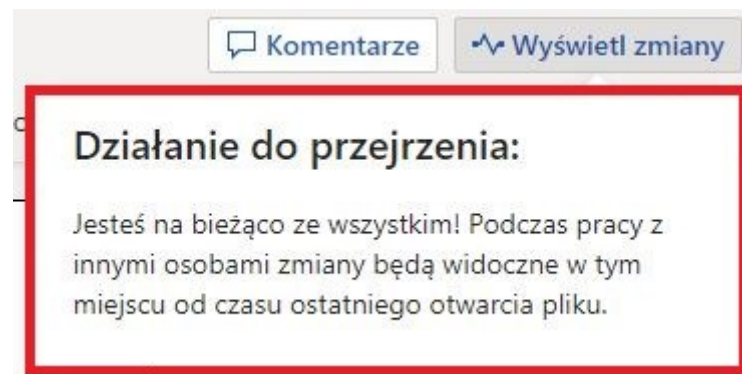 Komentarze
Wyświetl zmiany
Działanie do przejrzenia:
Jesteś na bieżąco ze wszystkim! Podczas pracy z
innymi osobami zmiany będą widoczne w tym
miejscu od czasu ostatniego otwarcia pliku.